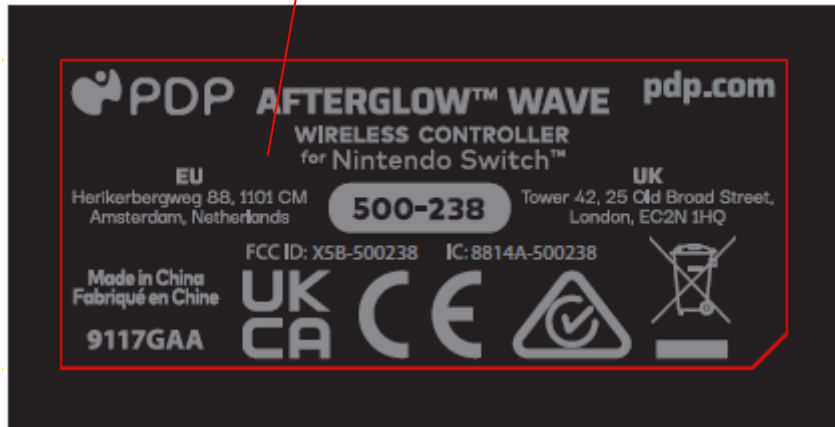 PDP
AFTERGLOW™ WAVE
pdp.com
WIRELESS CONTROLLER
for Nintendo Switch™
EU
Herikerbergweg 88, 1101 CM
Amsterdam, Netherlands
500-238
UK
Tower 42, 25 Old Broad Street,
London, EC2N 1HQ
FCC ID: X5B-500238 IC: 8814A-500238
Made in China
Fabriqué en Chine
9117GAA
UK
CA
CE